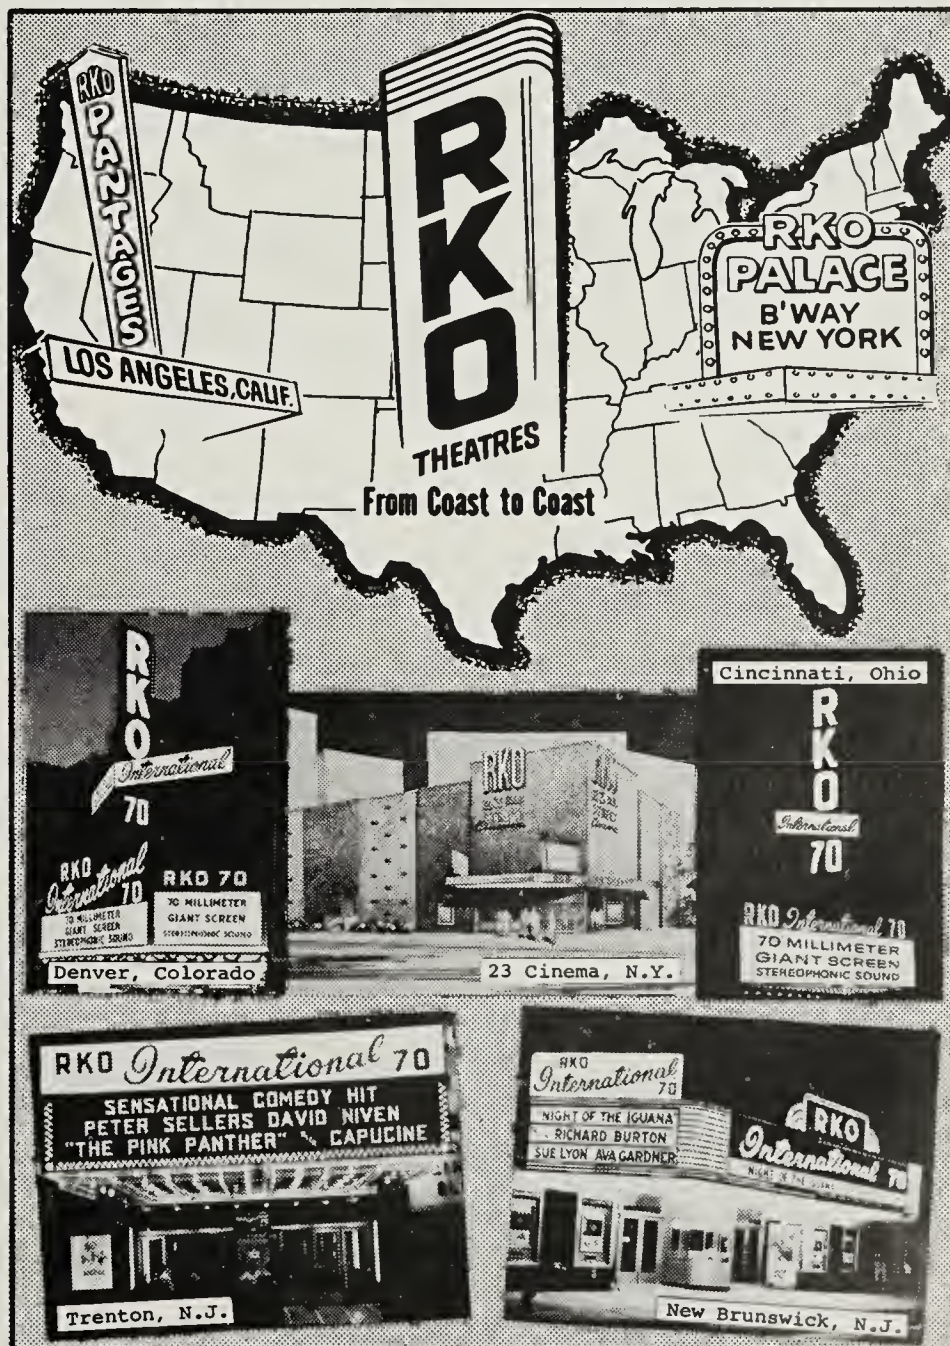 RKO
PANTAGES
LOS ANGELES, CALIF.
RKO
THEATRES
From Coast to Coast
RKO
PALACE
B'WAY
NEW YORK
RKO
International
70
RKO
International
70
70 MILLIMETER
GIANT SCREEN
STEREOPHONIC SOUND
RKO 70
70 MILLIMETER
GIANT SCREEN
STEREOPHONIC SOUND
Denver, Colorado
RKO
23 Cinema, N.Y.
Cincinnati, Ohio
RKO
International
70
RKO International 70
70 MILLIMETER
GIANT SCREEN
STEREOPHONIC SOUND
RKO International 70
SENSATIONAL COMEDY HIT
PETER SELLERS DAVID NIVEN
"THE PINK PANTHER" CAPUCINE
Trenton, N.J.
RKO
International
70
NIGHT OF THE IGUANA
RICHARD BURTON
SUE LYON AVA GARDNER
RKO
International 70
New Brunswick, N.J.